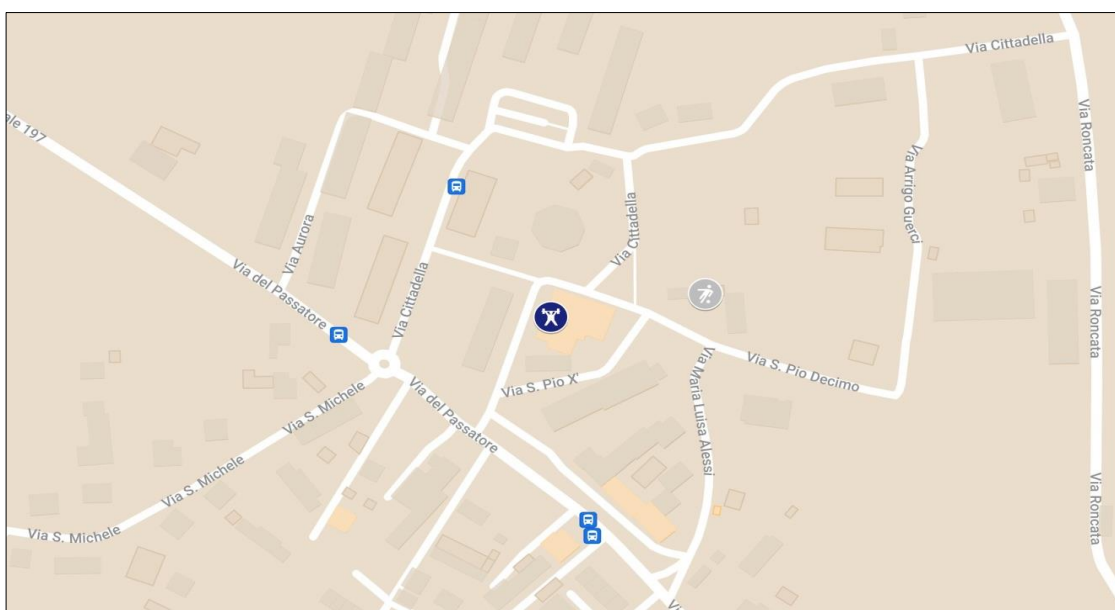 Via Cittadella
ale 197
Via Roncata
Via Arrigo Guerci
Via Cittadella
Via Aurora
Via del Passatore
Via Cittadella
Via Roncata
Via S. Pio Decimo
Via Maria Luisa Alessi
Via S. Pio X'
Via S. Michele
Via del Passatore
Via S. Michele
Via Roncata
Via S. Michele